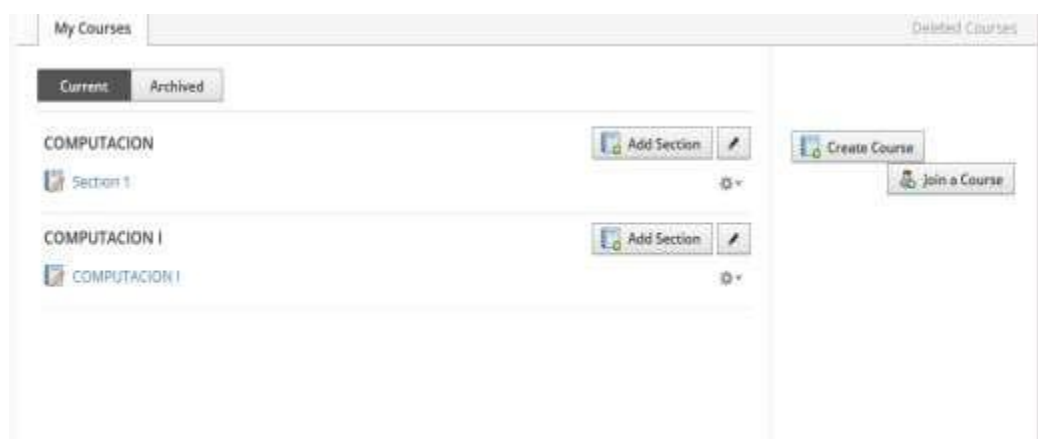 My Courses
Deleted Courses
Current Archived
COMPUTACION
Add Section
Section 1
COMPUTACION I
Add Section
COMPUTACION I
Create Course
Join a Course